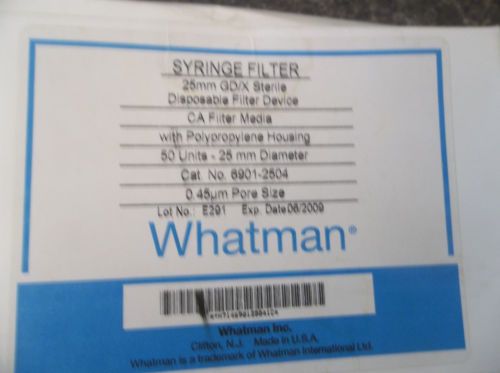 SYRINGE FILTER
25mm GD/X Sterile
Disposable Filter Device
CA Filter Media
with Polypropylene Housing
50 Units - 25 mm Diameter
Cat. No. 6901-2504
0.45µm Pore Size
Lot No.: E291 Exp. Date06/2009
Whatman®
Whatman Inc.
Clifton, N.J. Made in U.S.A.
Whatman is a trademark of Whatman International Ltd.